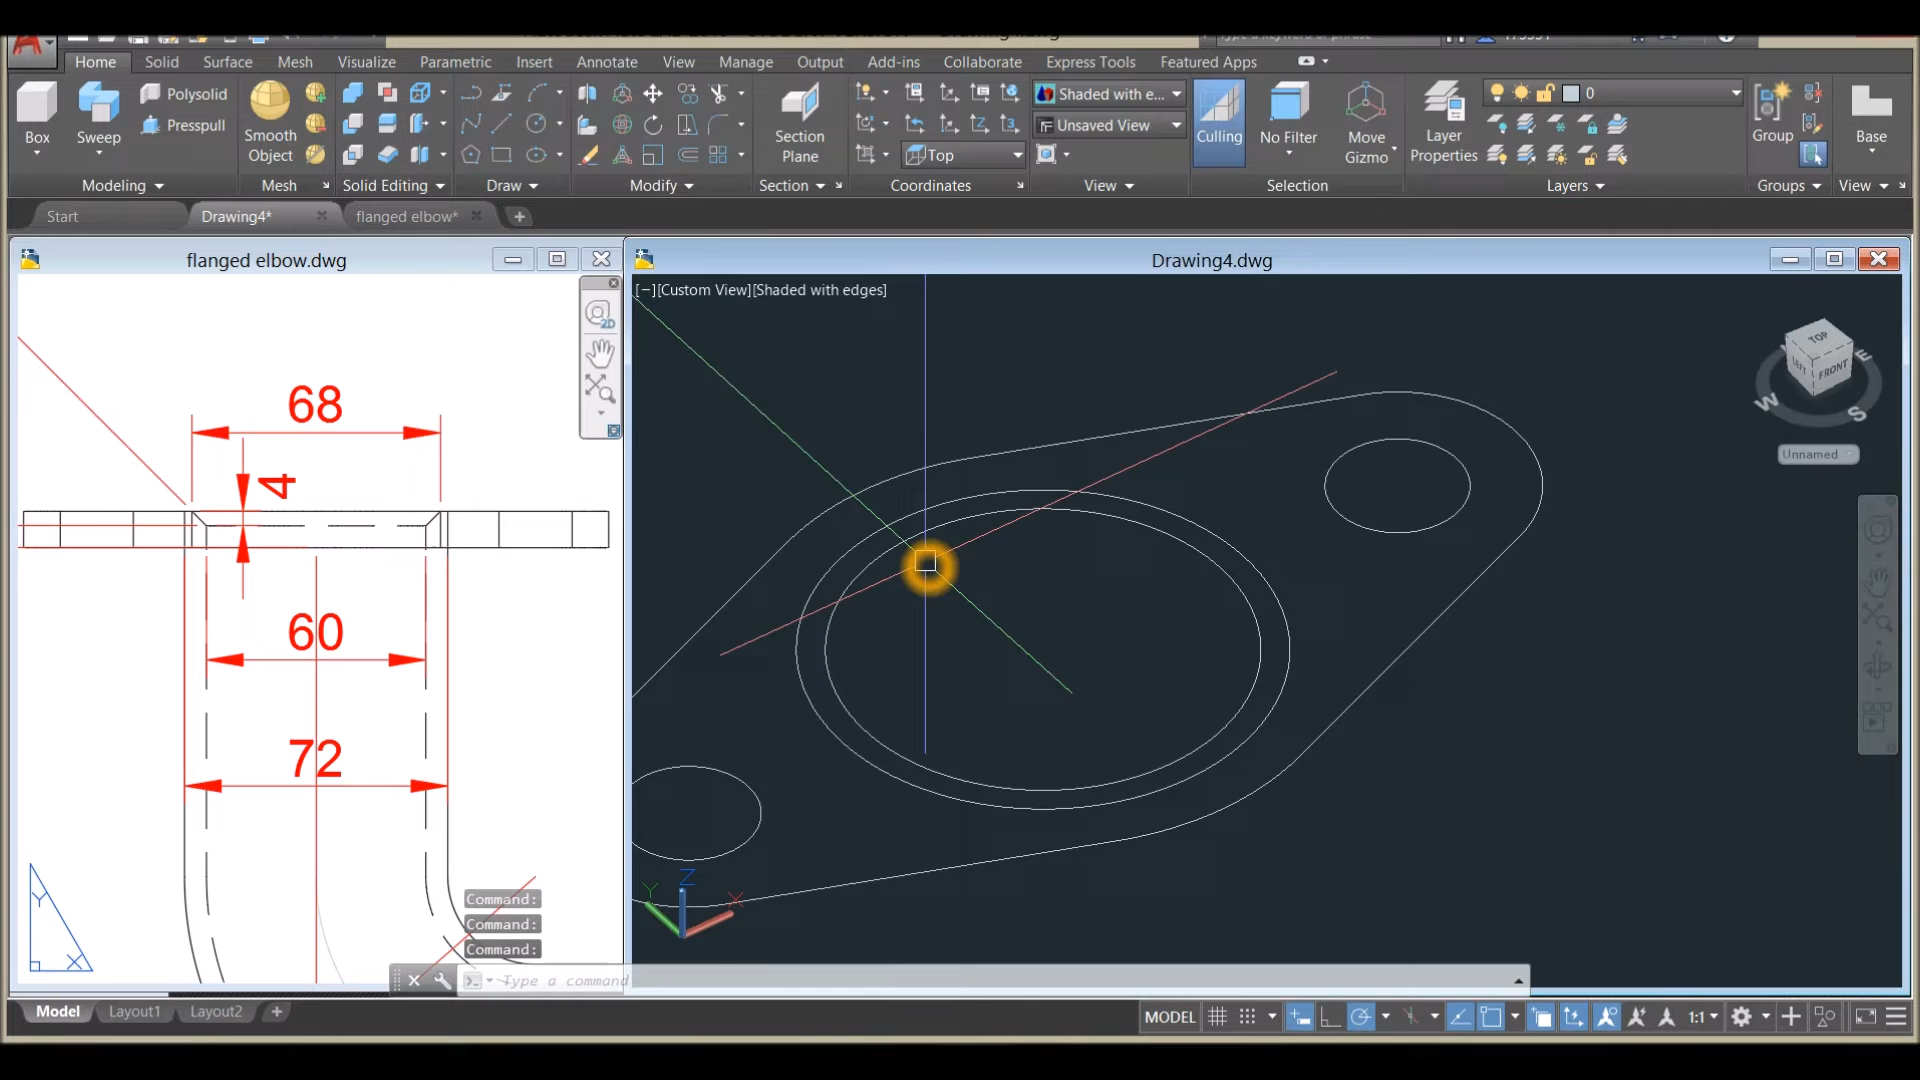 Home Solid Surface Mesh Visualize Parametric Insert Annotate View Manage Output Add-ins Collaborate Express Tools Featured Apps
Box
Sweep
Polysolid
Presspull
Smooth
Object
Section
Plane
Top
Shaded with e...
Unsaved View
Culling
No Filter
Move
Gizmo
Layer
Properties
0
Group
Base
Modeling Mesh Solid Editing Draw Modify Section Coordinates View Selection Layers Groups View
Start Drawing4* flanged elbow*
flanged elbow.dwg
2D
68
4
60
72
Y
X
Drawing4.dwg
[−][Custom View][Shaded with edges]
TOP
LEFT
FRONT
E
W
S
Unnamed
Z
Y
X
Command:
Command:
Command:
Type a command
Model Layout1 Layout2
MODEL
1:1